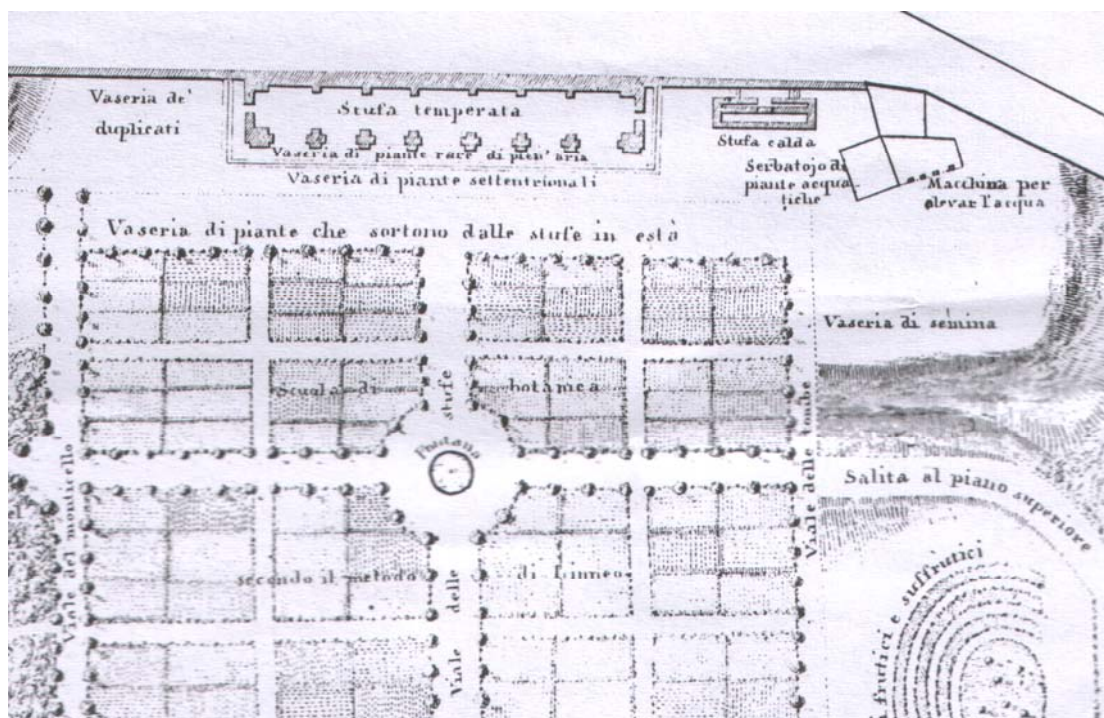 Vaseria de'
duplicati
Stufa temperata
Vaseria di piante rare di pien'aria
Vaseria di piante settentrionali
Stufa calda
Serbatojo di
piante acqua
tiche
Macchina per
elevar l'acqua
Vaseria di piante che sortono dalle stufe in està
Vaseria di semina
Scuola di botanica
Fontana
secondo il metodo di Linneo
Viale delle stufe
Viale del monticello
Viale delle tombe
Salita al piano superiore
frutici e suffrutici